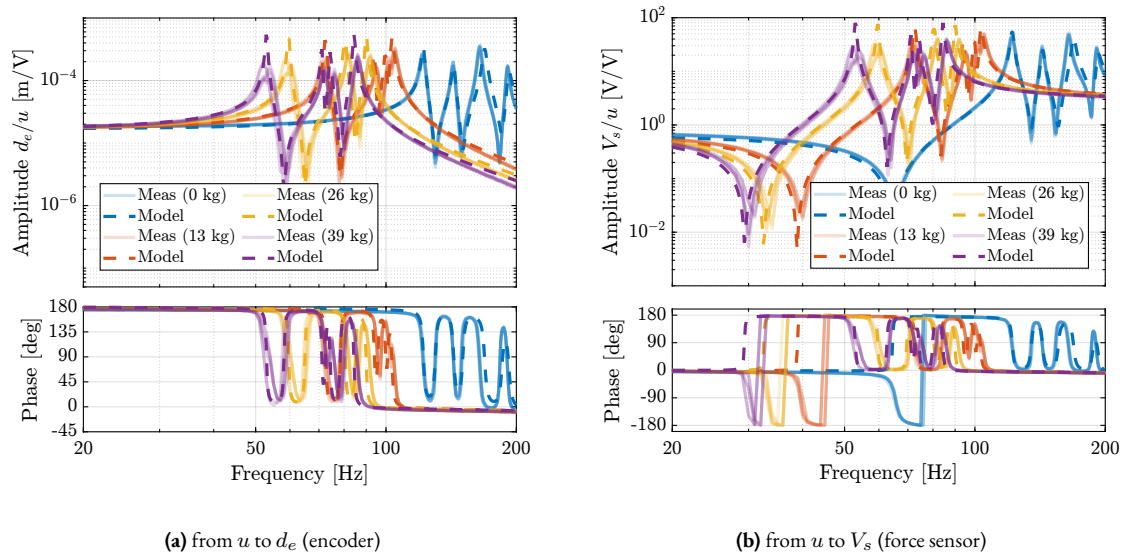 Amplitude d_e/u [m/V]
10^-4
10^-6
Meas (0 kg)
Model
Meas (13 kg)
Model
Meas (26 kg)
Model
Meas (39 kg)
Model
Phase [deg]
180
135
90
45
0
-45
20
50
100
200
Frequency [Hz]
(a) from u to d_e (encoder)
Amplitude V_s/u [V/V]
10^2
10^0
10^-2
Meas (0 kg)
Model
Meas (13 kg)
Model
Meas (26 kg)
Model
Meas (39 kg)
Model
Phase [deg]
180
90
0
-90
-180
20
50
100
200
Frequency [Hz]
(b) from u to V_s (force sensor)